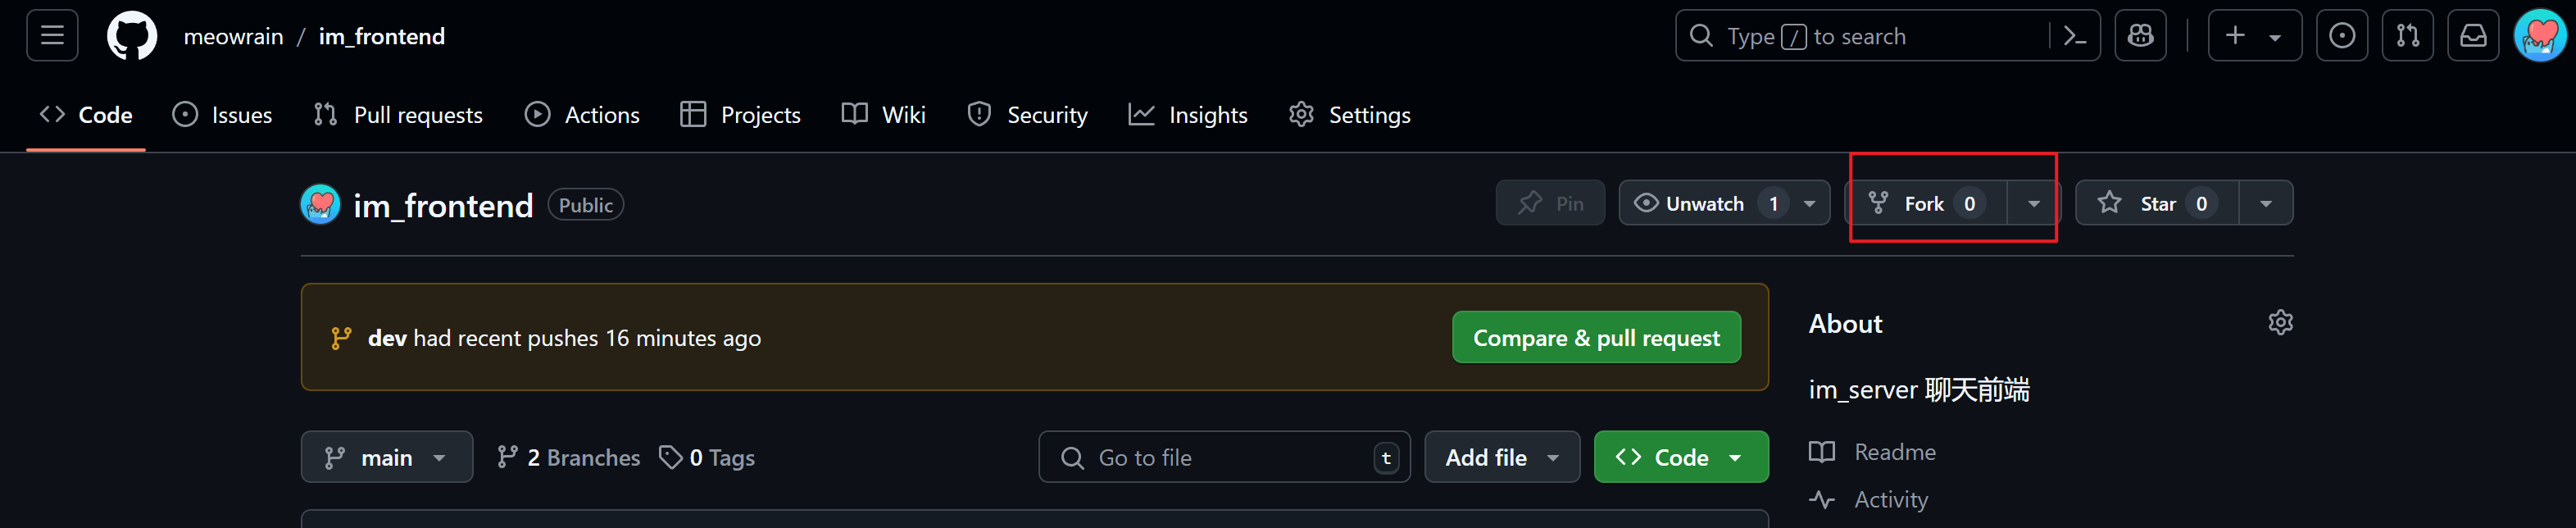 meowrain / im_frontend
Type / to search
Code Issues Pull requests Actions Projects Wiki Security Insights Settings
im_frontend Public
Pin Unwatch 1 Fork 0 Star 0
dev had recent pushes 16 minutes ago
Compare & pull request
About
im_server 聊天前端
main 2 Branches 0 Tags
Go to file t
Add file Code
Readme
Activity